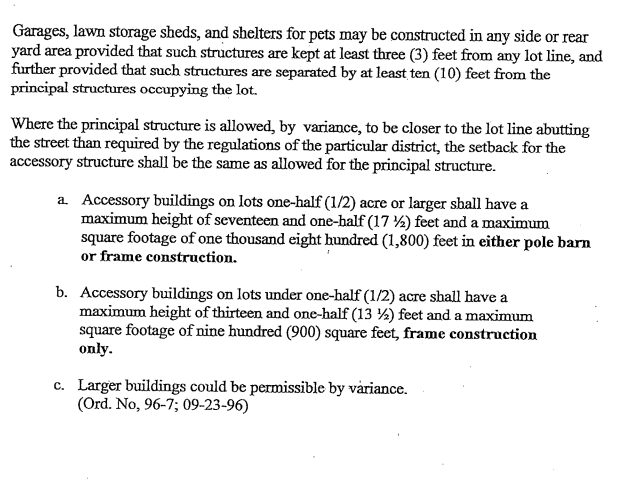 Garages, lawn storage sheds, and shelters for pets may be constructed in any side or rear
yard area provided that such structures are kept at least three (3) feet from any lot line, and
further provided that such structures are separated by at least ten (10) feet from the
principal structures occupying the lot.
Where the principal structure is allowed, by variance, to be closer to the lot line abutting
the street than required by the regulations of the particular district, the setback for the
accessory structure shall be the same as allowed for the principal structure.
a. Accessory buildings on lots one-half (1/2) acre or larger shall have a
maximum height of seventeen and one-half (17 ½) feet and a maximum
square footage of one thousand eight hundred (1,800) feet in either pole barn
or frame construction.
b. Accessory buildings on lots under one-half (1/2) acre shall have a
maximum height of thirteen and one-half (13 ½) feet and a maximum
square footage of nine hundred (900) square feet, frame construction
only.
c. Larger buildings could be permissible by variance.
(Ord. No, 96-7; 09-23-96)